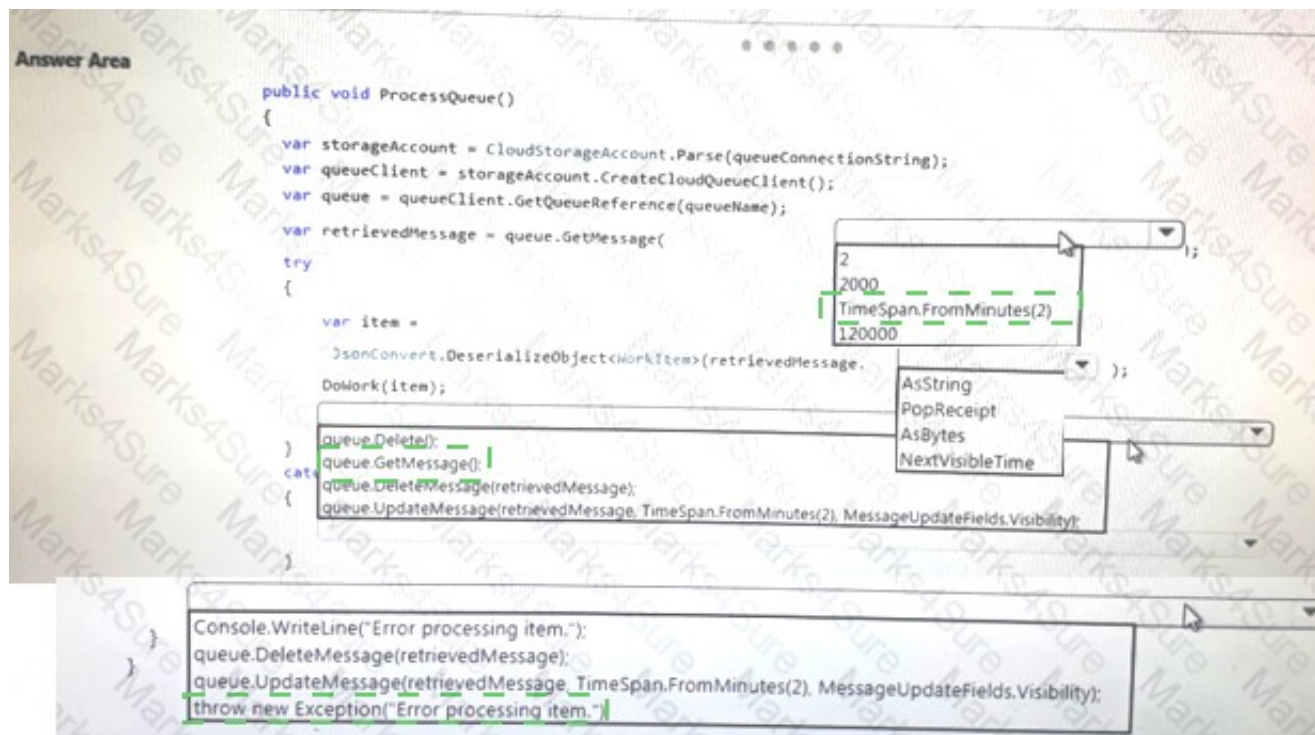 Answer Area
public void ProcessQueue()
{
var storageAccount = CloudStorageAccount.Parse(queueConnectionString);
var queueClient = storageAccount.CreateCloudQueueClient();
var queue = queueClient.GetQueueReference(queueName);
var retrievedMessage = queue.GetMessage(
);
2
2000
TimeSpan.FromMinutes(2)
120000
try
{
var item =
JsonConvert.DeserializeObject<WorkItem>(retrievedMessage.
);
AsString
PopReceipt
AsBytes
NextVisibleTime
DoWork(item);
queue.Delete();
queue.GetMessage();
queue.DeleteMessage(retrievedMessage);
queue.UpdateMessage(retrievedMessage, TimeSpan.FromMinutes(2), MessageUpdateFields.Visibility);
}
cat
{
}
Console.WriteLine("Error processing item.");
queue.DeleteMessage(retrievedMessage);
queue.UpdateMessage(retrievedMessage, TimeSpan.FromMinutes(2), MessageUpdateFields.Visibility);
throw new Exception("Error processing item.")
}
}
Marks4Sure